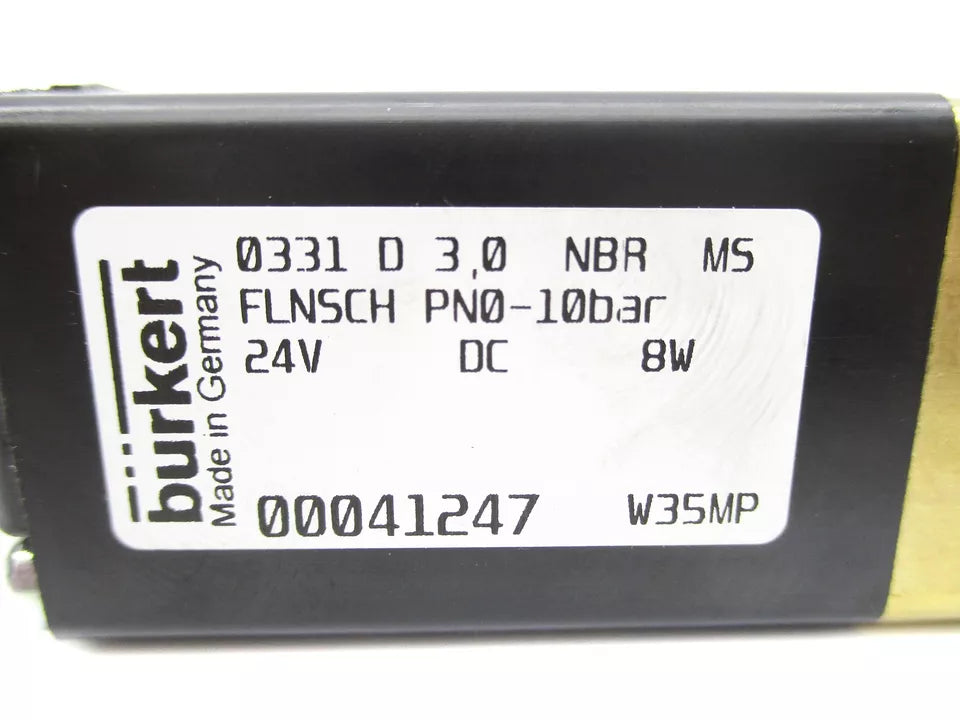 bürkert
Made in Germany
0331 D 3,0 NBR MS
FLNSCH PN0-10bar
24V DC 8W
00041247 W35MP